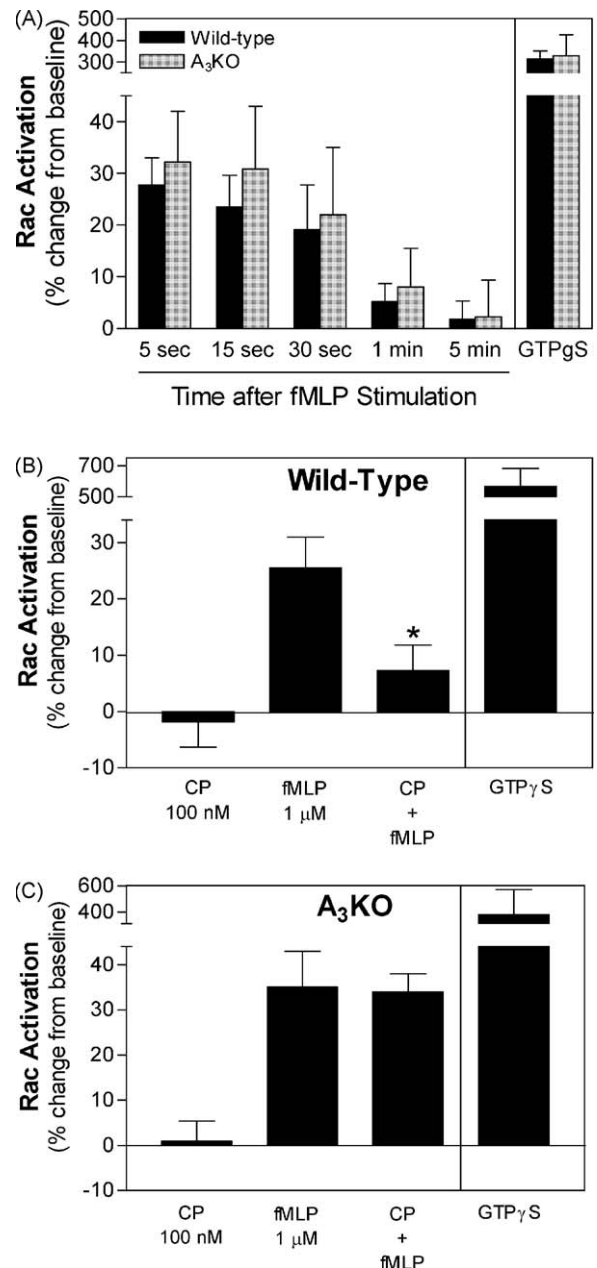 (A)
500
400
300
40
30
20
10
0
Rac Activation
(% change from baseline)
Wild-type
A₃KO
5 sec 15 sec 30 sec 1 min 5 min GTPgS
Time after fMLP Stimulation
(B)
Wild-Type
700
500
30
20
10
0
-10
Rac Activation
(% change from baseline)
*
CP fMLP CP GTPγS
100 nM 1 μM +
fMLP
(C)
A₃KO
600
400
40
30
20
10
0
-10
Rac Activation
(% change from baseline)
CP fMLP CP GTPγS
100 nM 1 μM +
fMLP